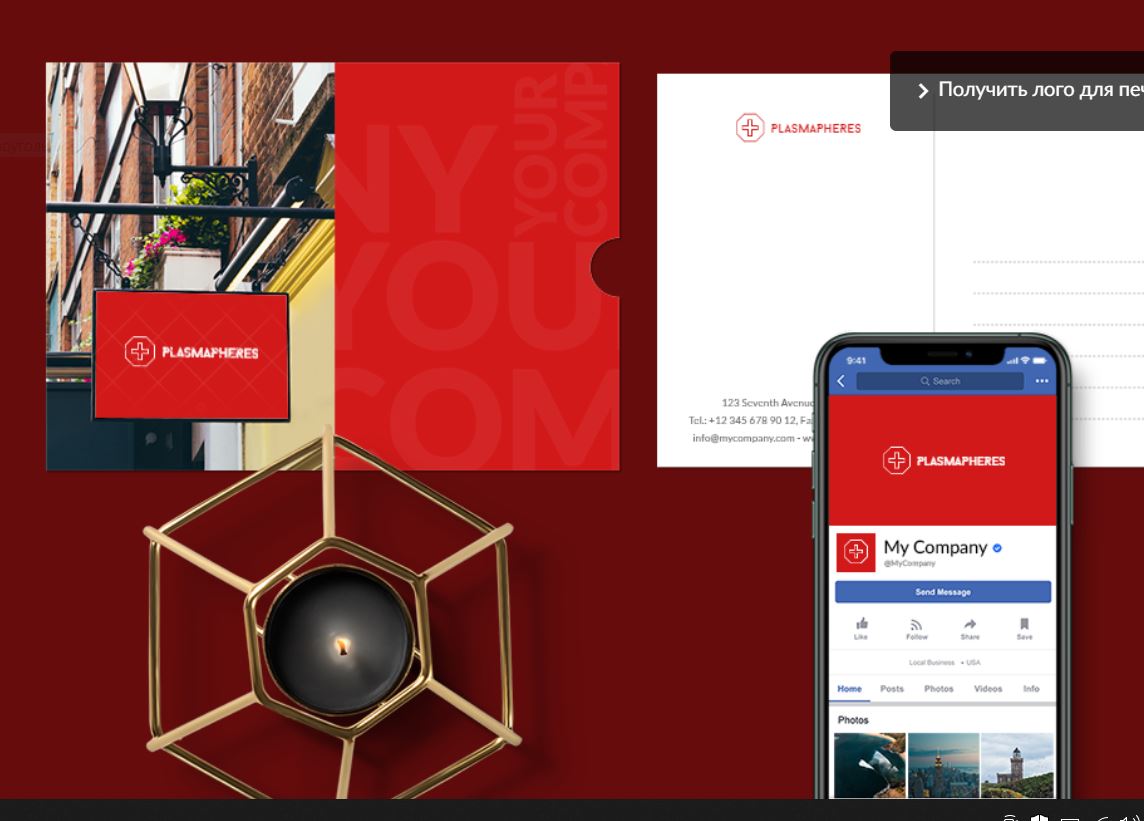 YOUR
COMP
NY
YOU
COM
PLASMAPHERES
PLASMAPHERES
Получить лого для печ
123 Seventh Avenue
Tel.: +12 345 678 90 12, Fa
info@mycompany.com - ww
9:41
Search
PLASMAPHERES
My Company
@MyCompany
Send Message
Like Follow Share Save
Local Business • USA
Home Posts Photos Videos Info
Photos